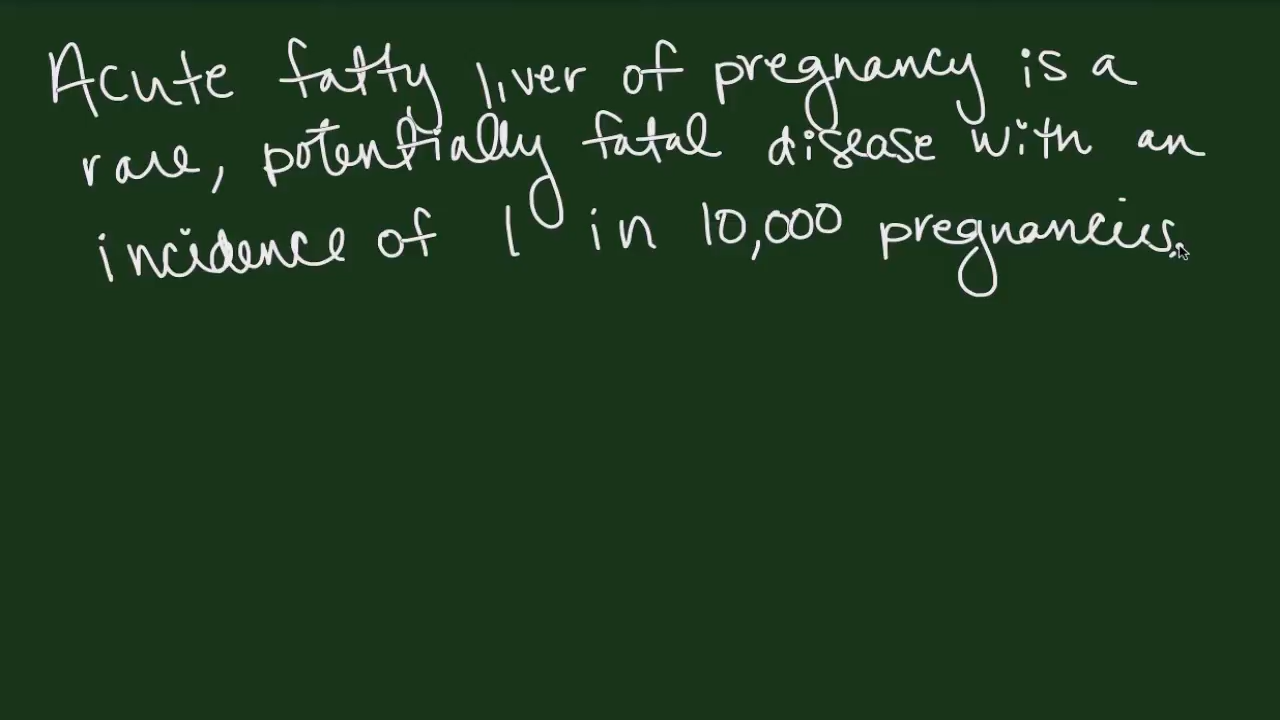 Acute fatty liver of pregnancy is a
rare, potentially fatal disease with an
incidence of 1 in 10,000 pregnancies.